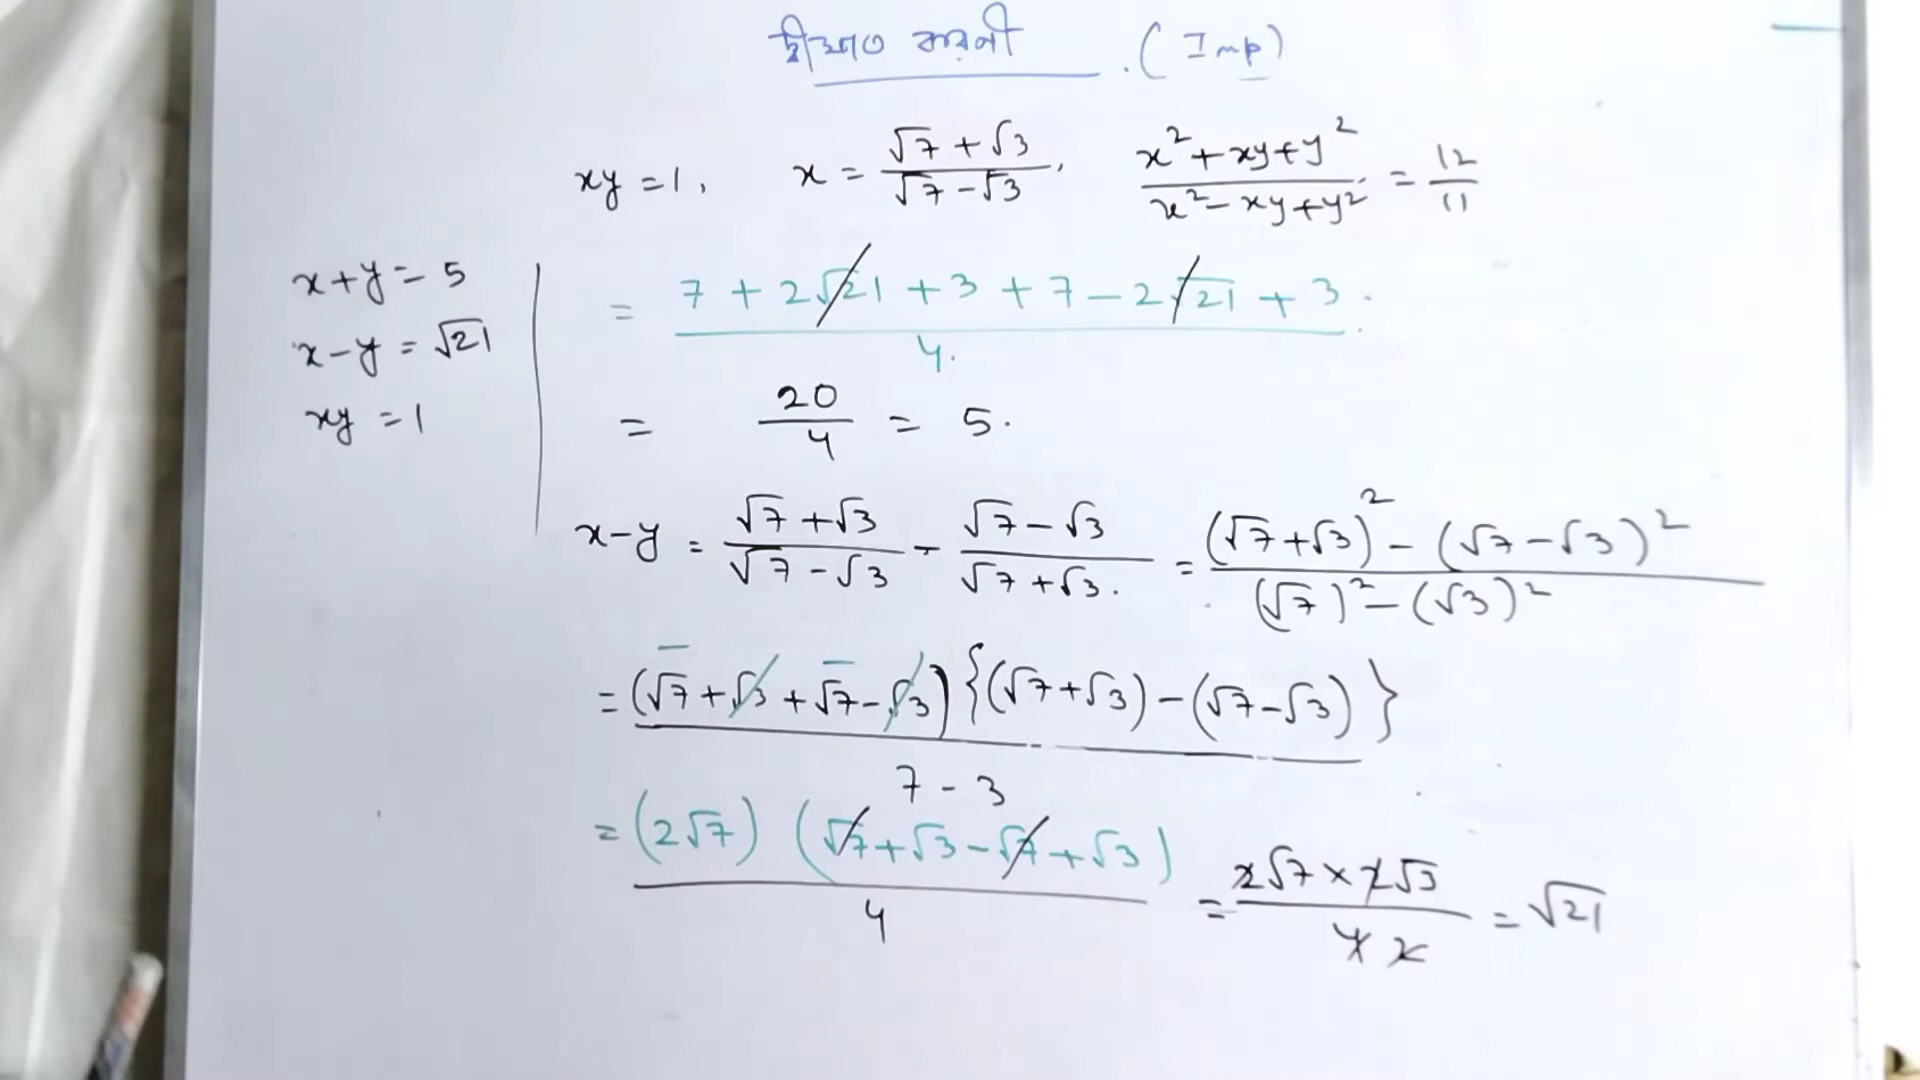 দ্বীঘাত করণী . (Imp)
xy = 1, x = (√7 + √3)/(√7 − √3), (x² + xy + y²)/(x² − xy + y²) = 12/11
x + y = 5
x − y = √21
xy = 1
= (7 + 2√21 + 3 + 7 − 2√21 + 3)/4.
= 20/4 = 5.
x − y = (√7 + √3)/(√7 − √3) − (√7 − √3)/(√7 + √3). = ((√7 + √3)² − (√7 − √3)²)/((√7)² − (√3)²)
= (√7 + √3 + √7 − √3) {(√7 + √3) − (√7 − √3)}/(7 − 3)
= (2√7) (√7 + √3 − √7 + √3)/4 = (2√7 × 2√3)/(4 2) = √21